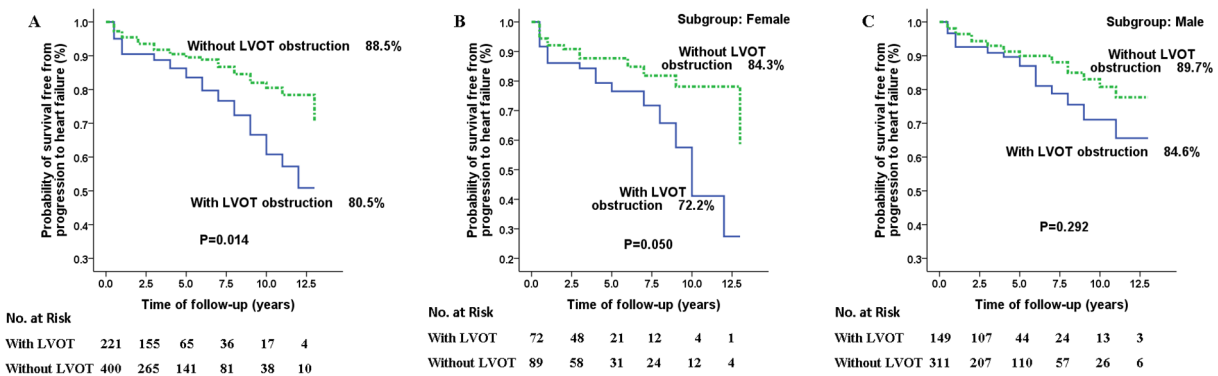 A
Probability of survival free from
progression to heart failure (%)
1.0
0.9
0.8
0.7
0.6
0.5
0.4
0.3
Without LVOT obstruction 88.5%
With LVOT obstruction 80.5%
P=0.014
0.0 2.5 5.0 7.5 10.0 12.5
Time of follow-up (years)
No. at Risk
With LVOT 221 155 65 36 17 4
Without LVOT 400 265 141 81 38 10
B
Subgroup: Female
Probability of survival free from
progression to heart failure (%)
1.0
0.9
0.8
0.7
0.6
0.5
0.4
0.3
0.2
Without LVOT
obstruction 84.3%
With LVOT
obstruction 72.2%
P=0.050
0.0 2.5 5.0 7.5 10.0 12.5
Time of follow-up (years)
No. at Risk
With LVOT 72 48 21 12 4 1
Without LVOT 89 58 31 24 12 4
C
Subgroup: Male
Probability of survival free from
progression to heart failure (%)
1.0
0.9
0.8
0.7
0.6
0.5
0.4
0.3
Without LVOT
obstruction 89.7%
With LVOT obstruction 84.6%
P=0.292
0.0 2.5 5.0 7.5 10.0 12.5
Time of follow-up (years)
No. at Risk
With LVOT 149 107 44 24 13 3
Without LVOT 311 207 110 57 26 6